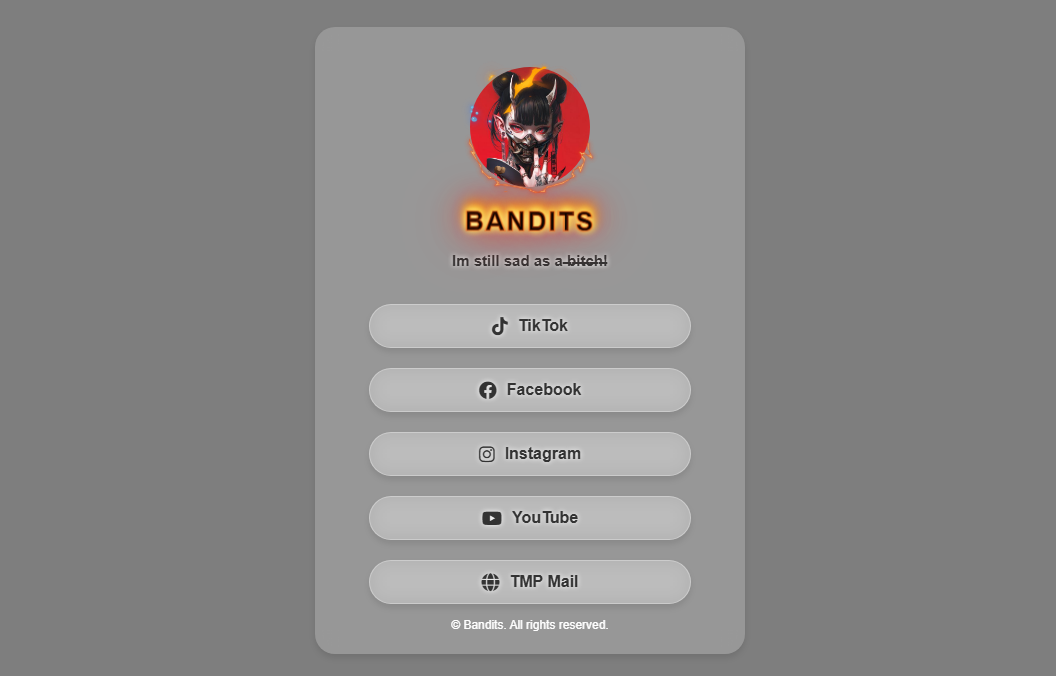 BANDITS
Im still sad as a bitch!
TikTok
Facebook
Instagram
YouTube
TMP Mail
© Bandits. All rights reserved.